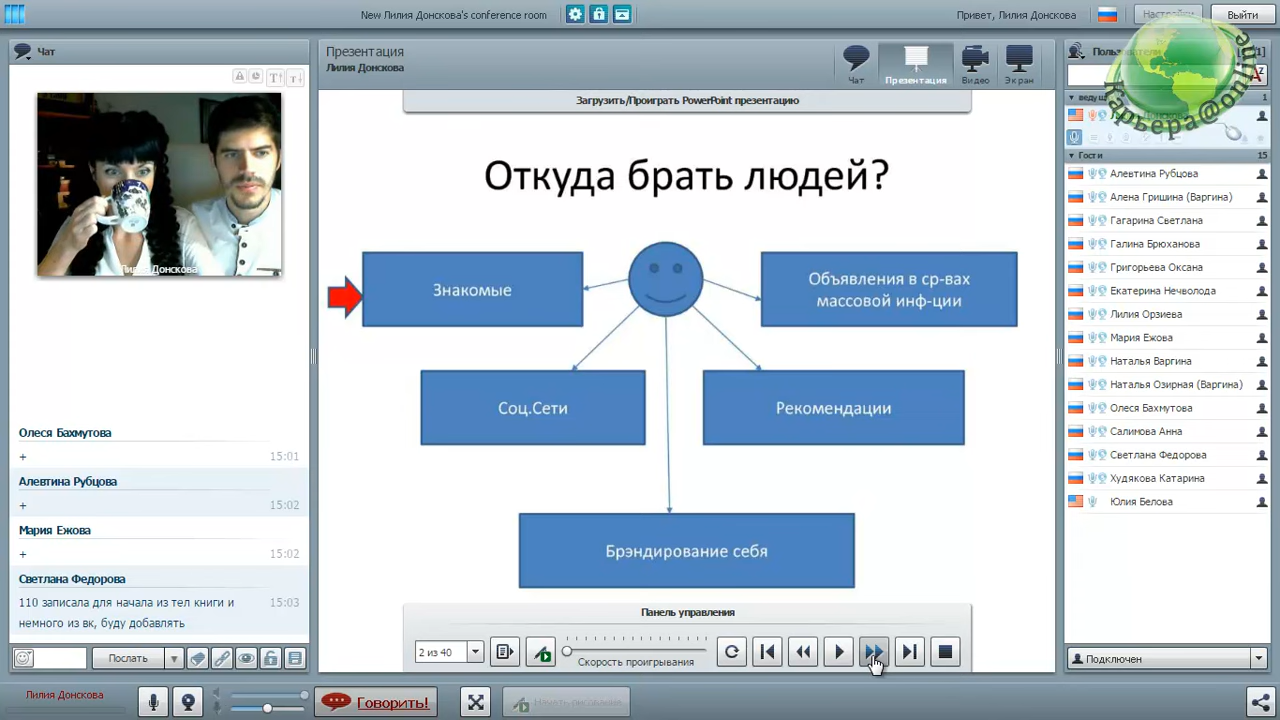 New Лилия Донскова's conference room
Привет, Лилия Донскова
Настройки
Выйти
Чат
Лилия Донскова
Олеся Бахмутова
+
15:01
Алевтина Рубцова
+
15:02
Мария Ежова
+
15:02
Светлана Федорова
110 записала для начала из тел книги и
15:03
немного из вк, буду добавлять
Послать
Презентация
Лилия Донскова
Чат
Презентация
Видео
Экран
Загрузить/Проиграть PowerPoint презентацию
Откуда брать людей?
Знакомые
Объявления в ср-вах
массовой инф-ции
Соц.Сети
Рекомендации
Брэндирование себя
Панель управления
2 из 40
Скорость проигрывания
карьера@online
Гости
15
Алевтина Рубцова
Алена Гришина (Варгина)
Гагарина Светлана
Галина Брюханова
Григорьева Оксана
Екатерина Нечволода
Лилия Орзиева
Мария Ежова
Наталья Варгина
Наталья Озирная (Варгина)
Олеся Бахмутова
Салимова Анна
Светлана Федорова
Худякова Катарина
Юлия Белова
Подключен
Лилия Донскова
Говорить!